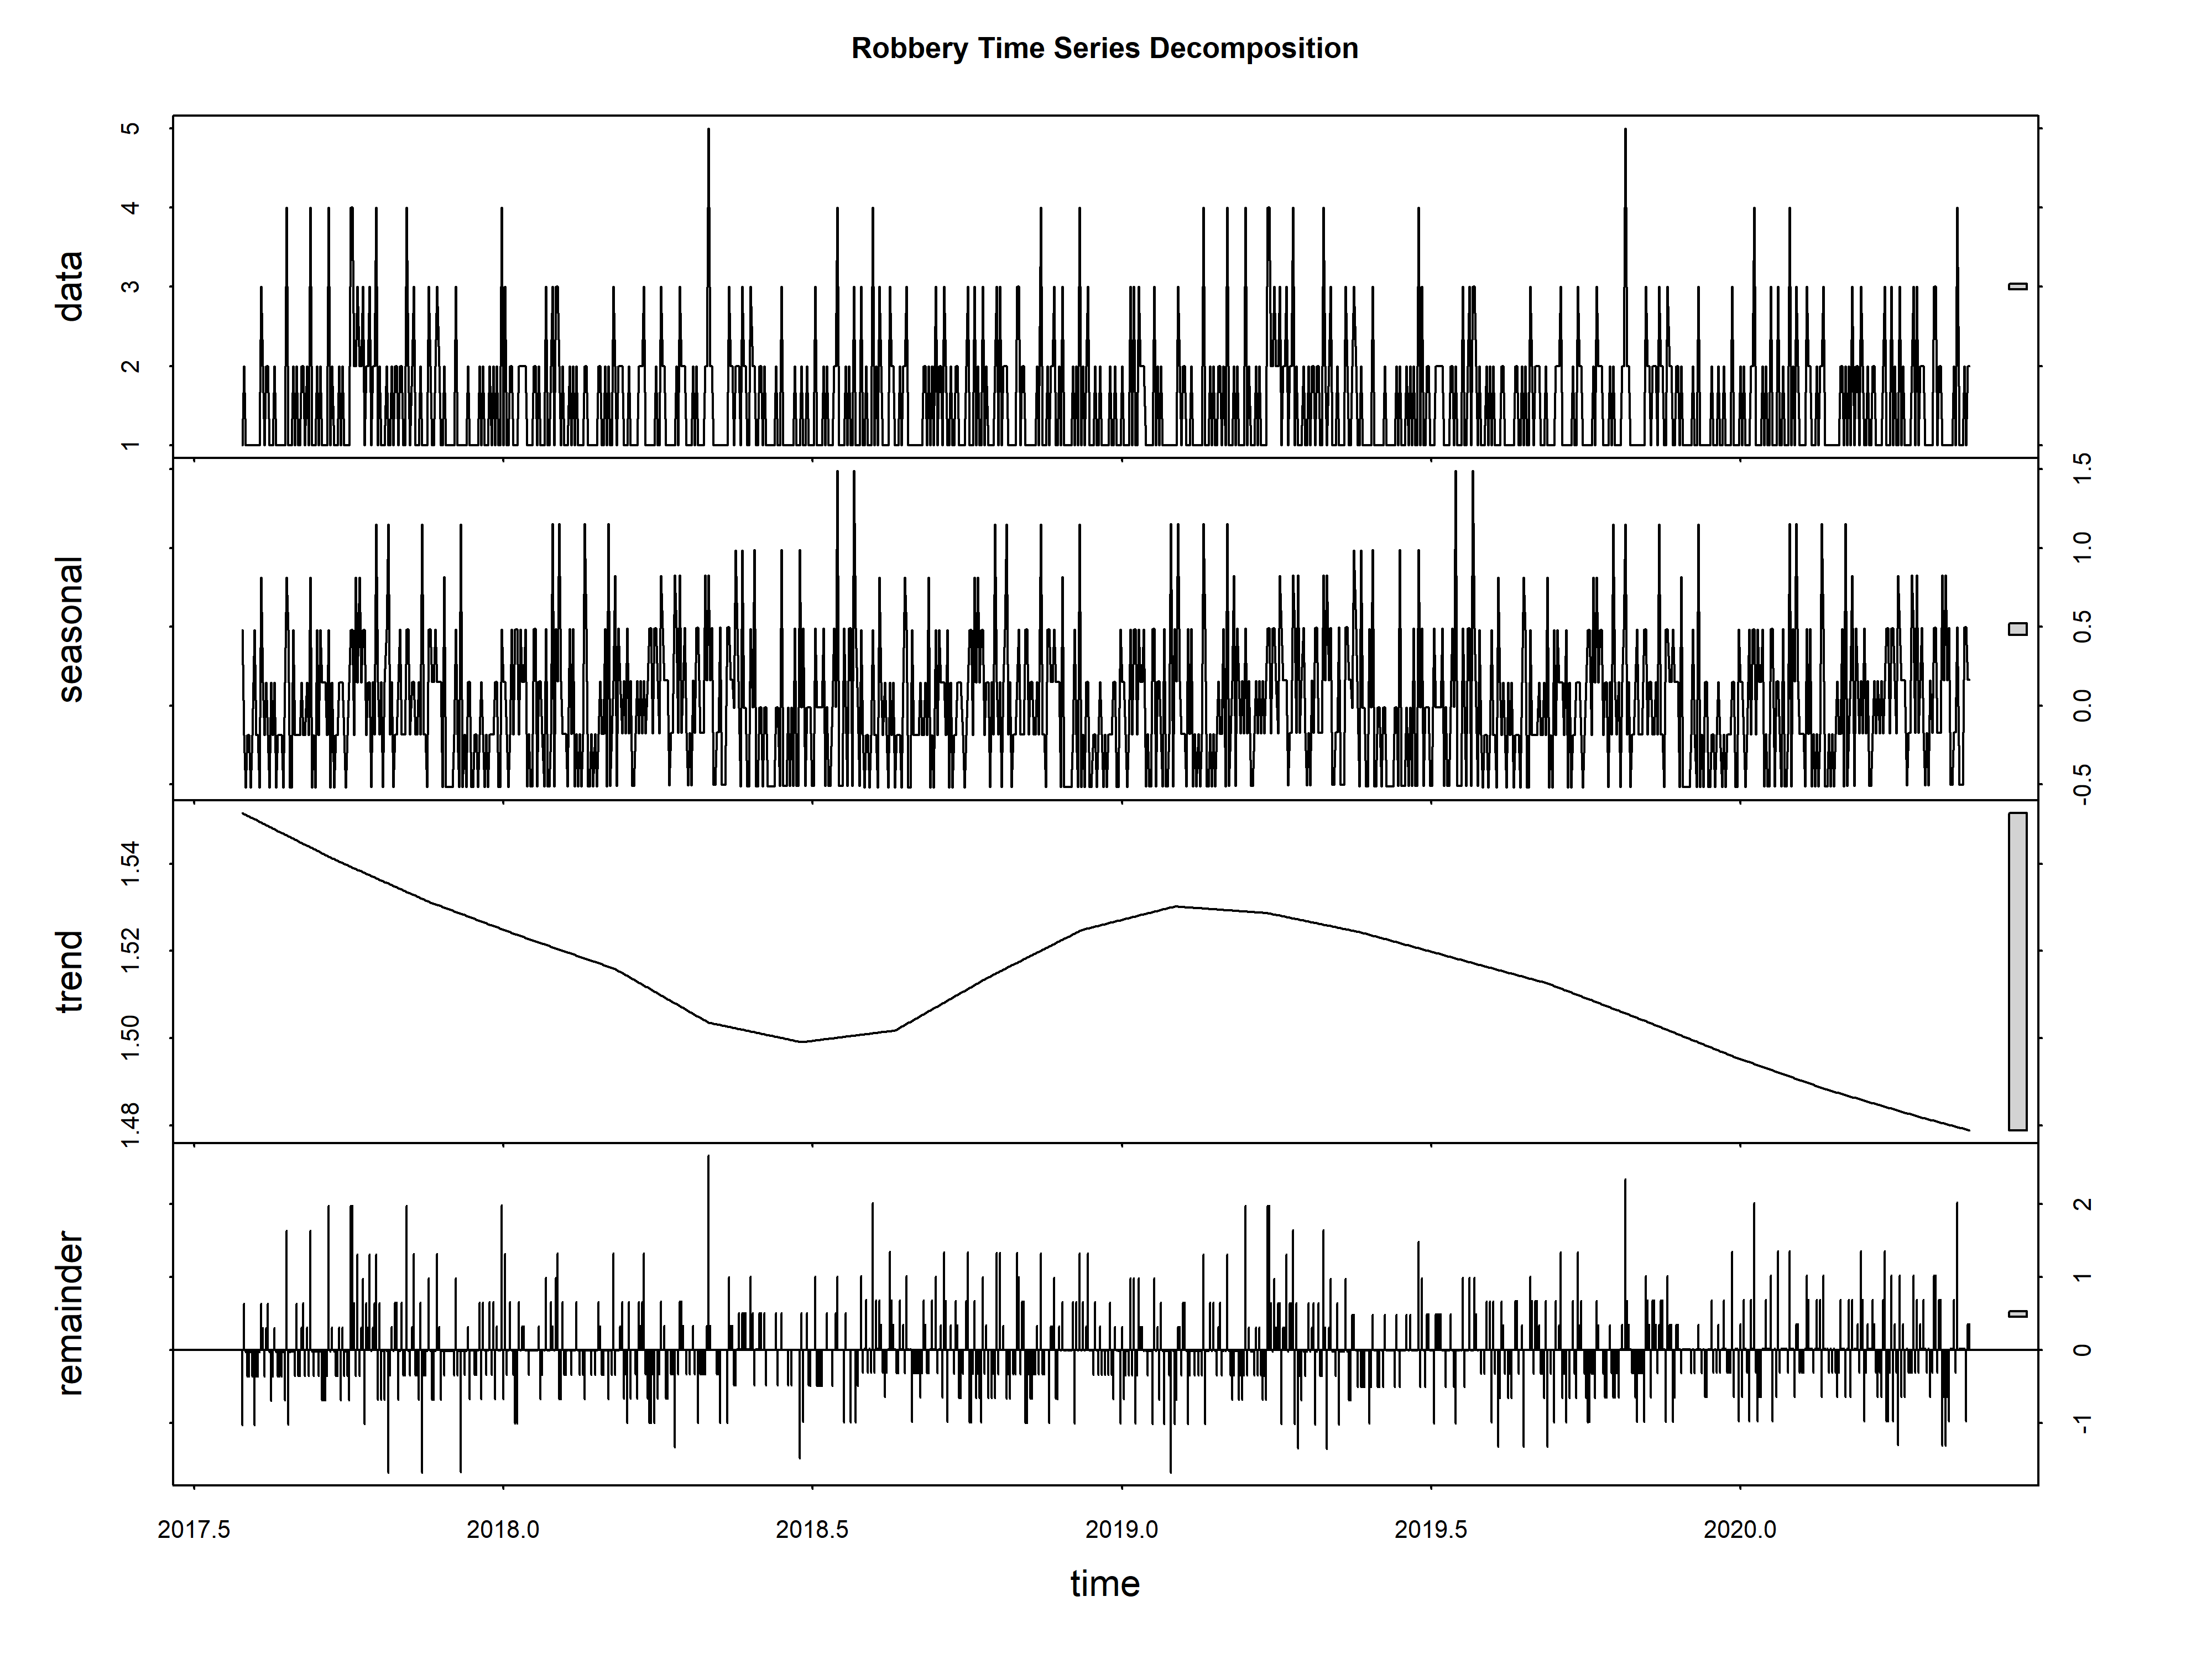 Robbery Time Series Decomposition
data
1 2 3 4 5
seasonal
-0.5 0.0 0.5 1.0 1.5
trend
1.48 1.50 1.52 1.54
remainder
-1 0 1 2
2017.5 2018.0 2018.5 2019.0 2019.5 2020.0
time